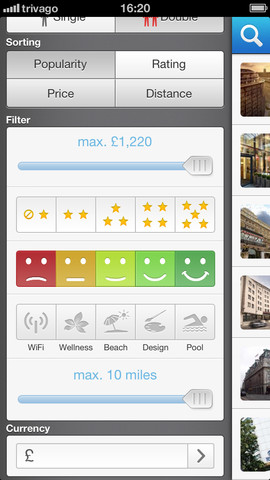 trivago 16:20
Single Double
Sorting
Popularity Rating
Price Distance
Filter
max. £1,220
WiFi Wellness Beach Design Pool
max. 10 miles
Currency
£